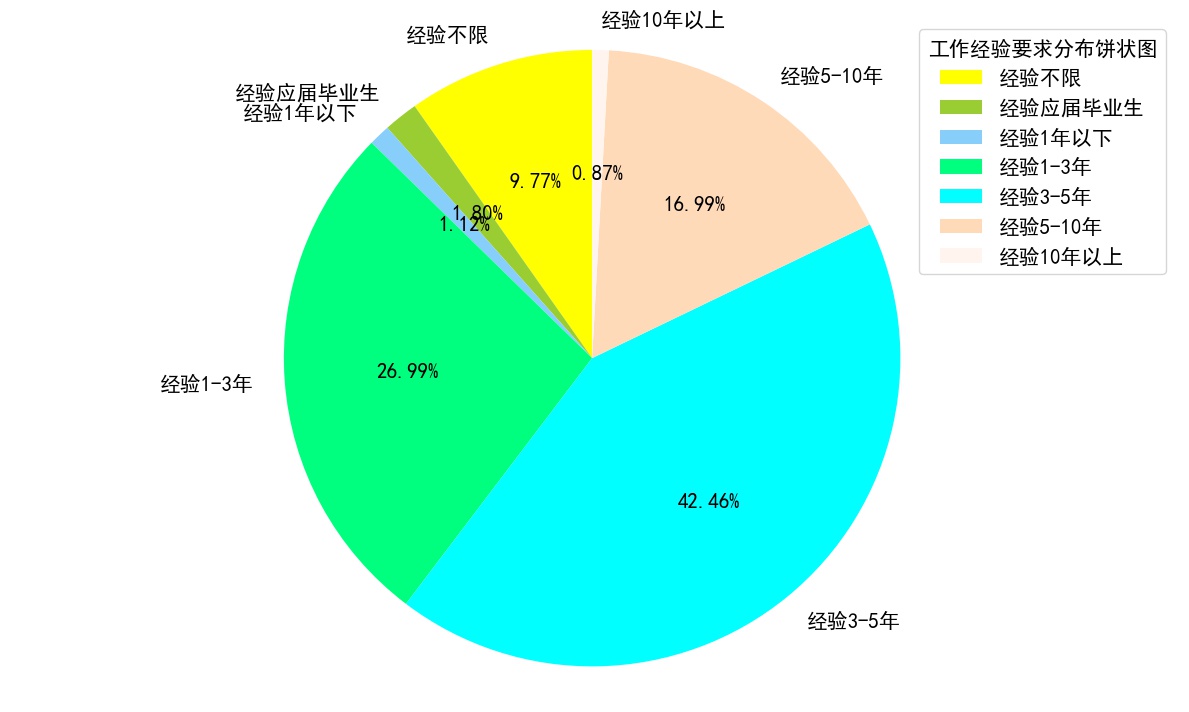 经验10年以上
经验不限
经验5-10年
经验应届毕业生
经验1年以下
9.77%
0.87%
16.99%
1.80%
1.12%
26.99%
经验1-3年
42.46%
经验3-5年
工作经验要求分布饼状图
经验不限
经验应届毕业生
经验1年以下
经验1-3年
经验3-5年
经验5-10年
经验10年以上